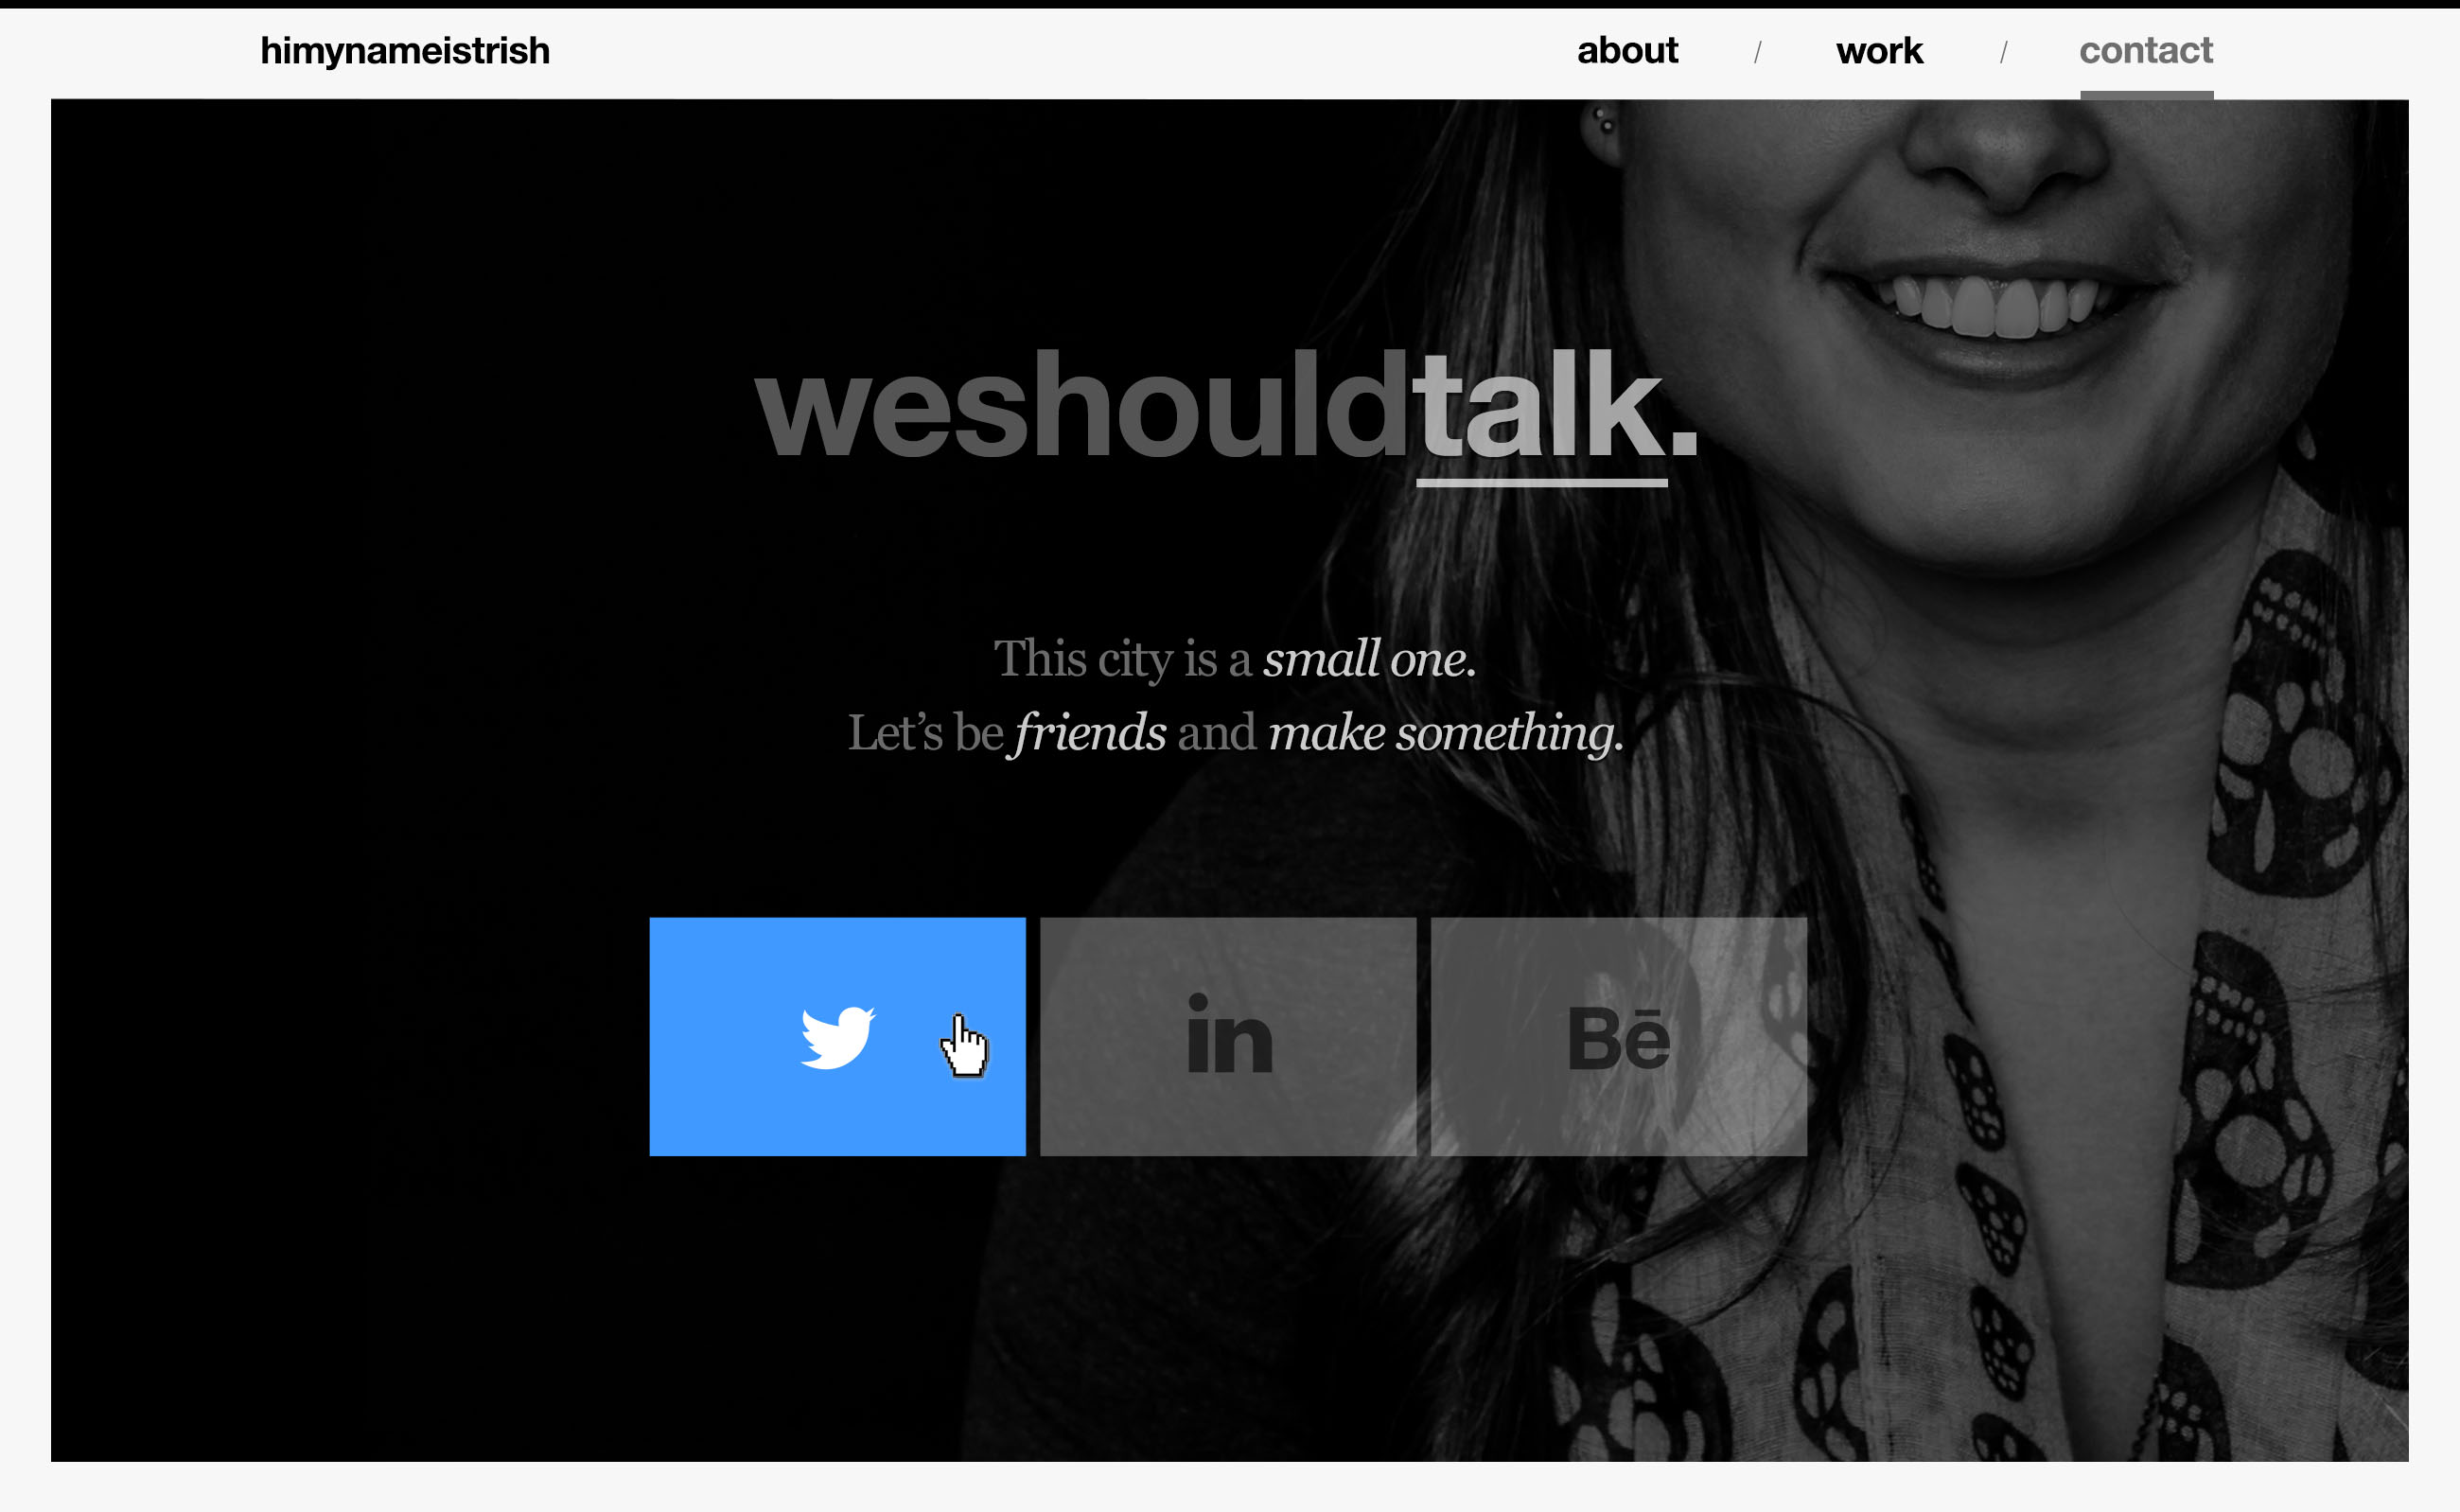 himynameistrish
about / work / contact
weshouldtalk.
This city is a small one.
Let’s be friends and make something.
in
Bē